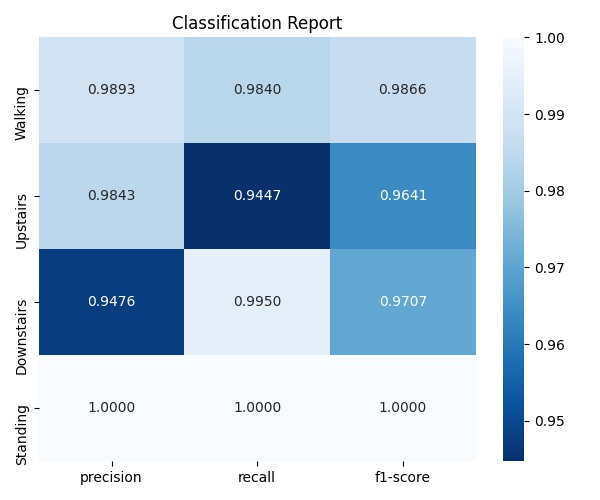 Classification Report
Walking 0.9893 0.9840 0.9866
Upstairs 0.9843 0.9447 0.9641
Downstairs 0.9476 0.9950 0.9707
Standing 1.0000 1.0000 1.0000
precision recall f1-score
1.00
0.99
0.98
0.97
0.96
0.95